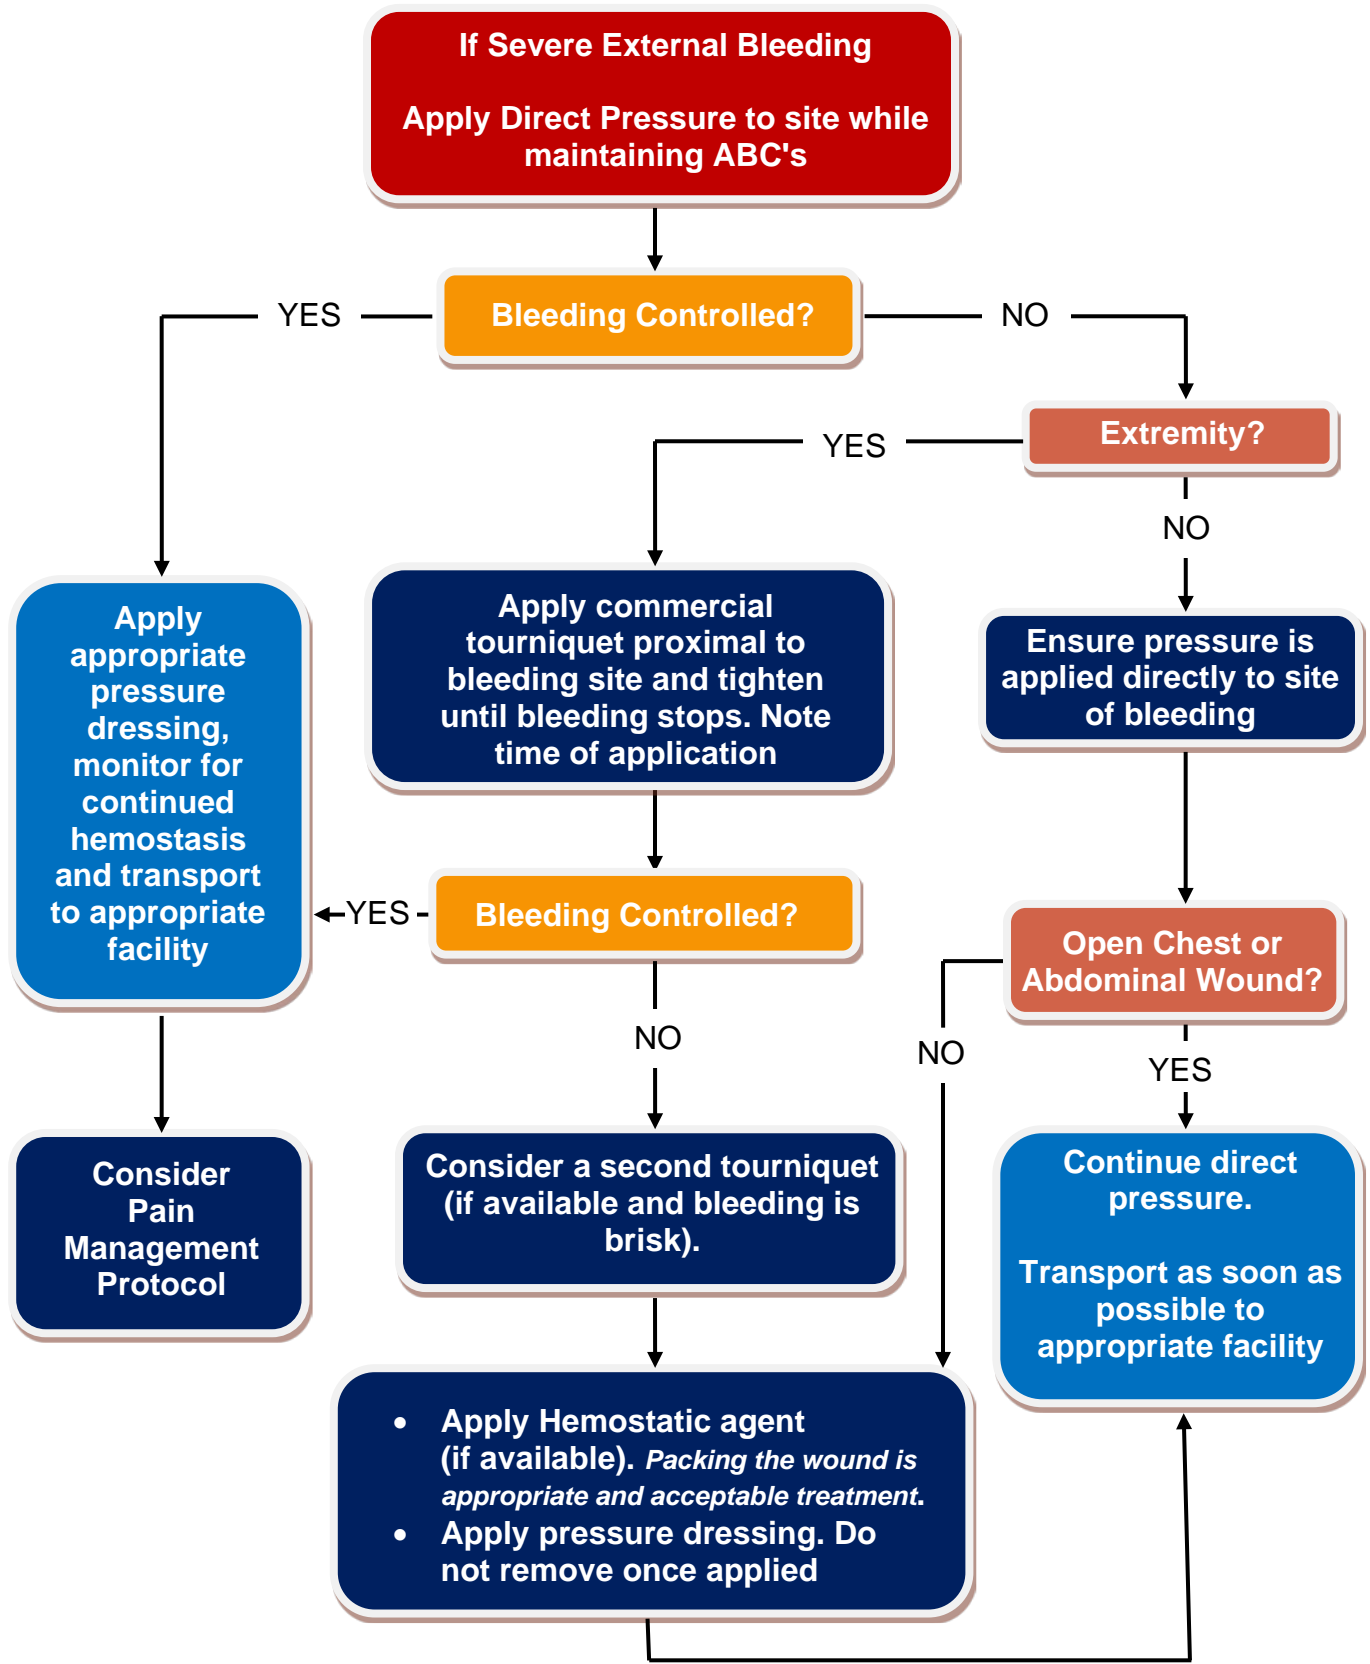 If Severe External Bleeding
Apply Direct Pressure to site while
maintaining ABC's
YES
Bleeding Controlled?
NO
Extremity?
YES
NO
Apply
appropriate
pressure
dressing,
monitor for
continued
hemostasis
and transport
to appropriate
facility
Apply commercial
tourniquet proximal to
bleeding site and tighten
until bleeding stops. Note
time of application
Ensure pressure is
applied directly to site
of bleeding
YES
Bleeding Controlled?
Open Chest or
Abdominal Wound?
NO
NO
YES
Consider
Pain
Management
Protocol
Consider a second tourniquet
(if available and bleeding is
brisk).
Continue direct
pressure.
Transport as soon as
possible to
appropriate facility
• Apply Hemostatic agent
(if available). Packing the wound is
appropriate and acceptable treatment.
• Apply pressure dressing. Do
not remove once applied